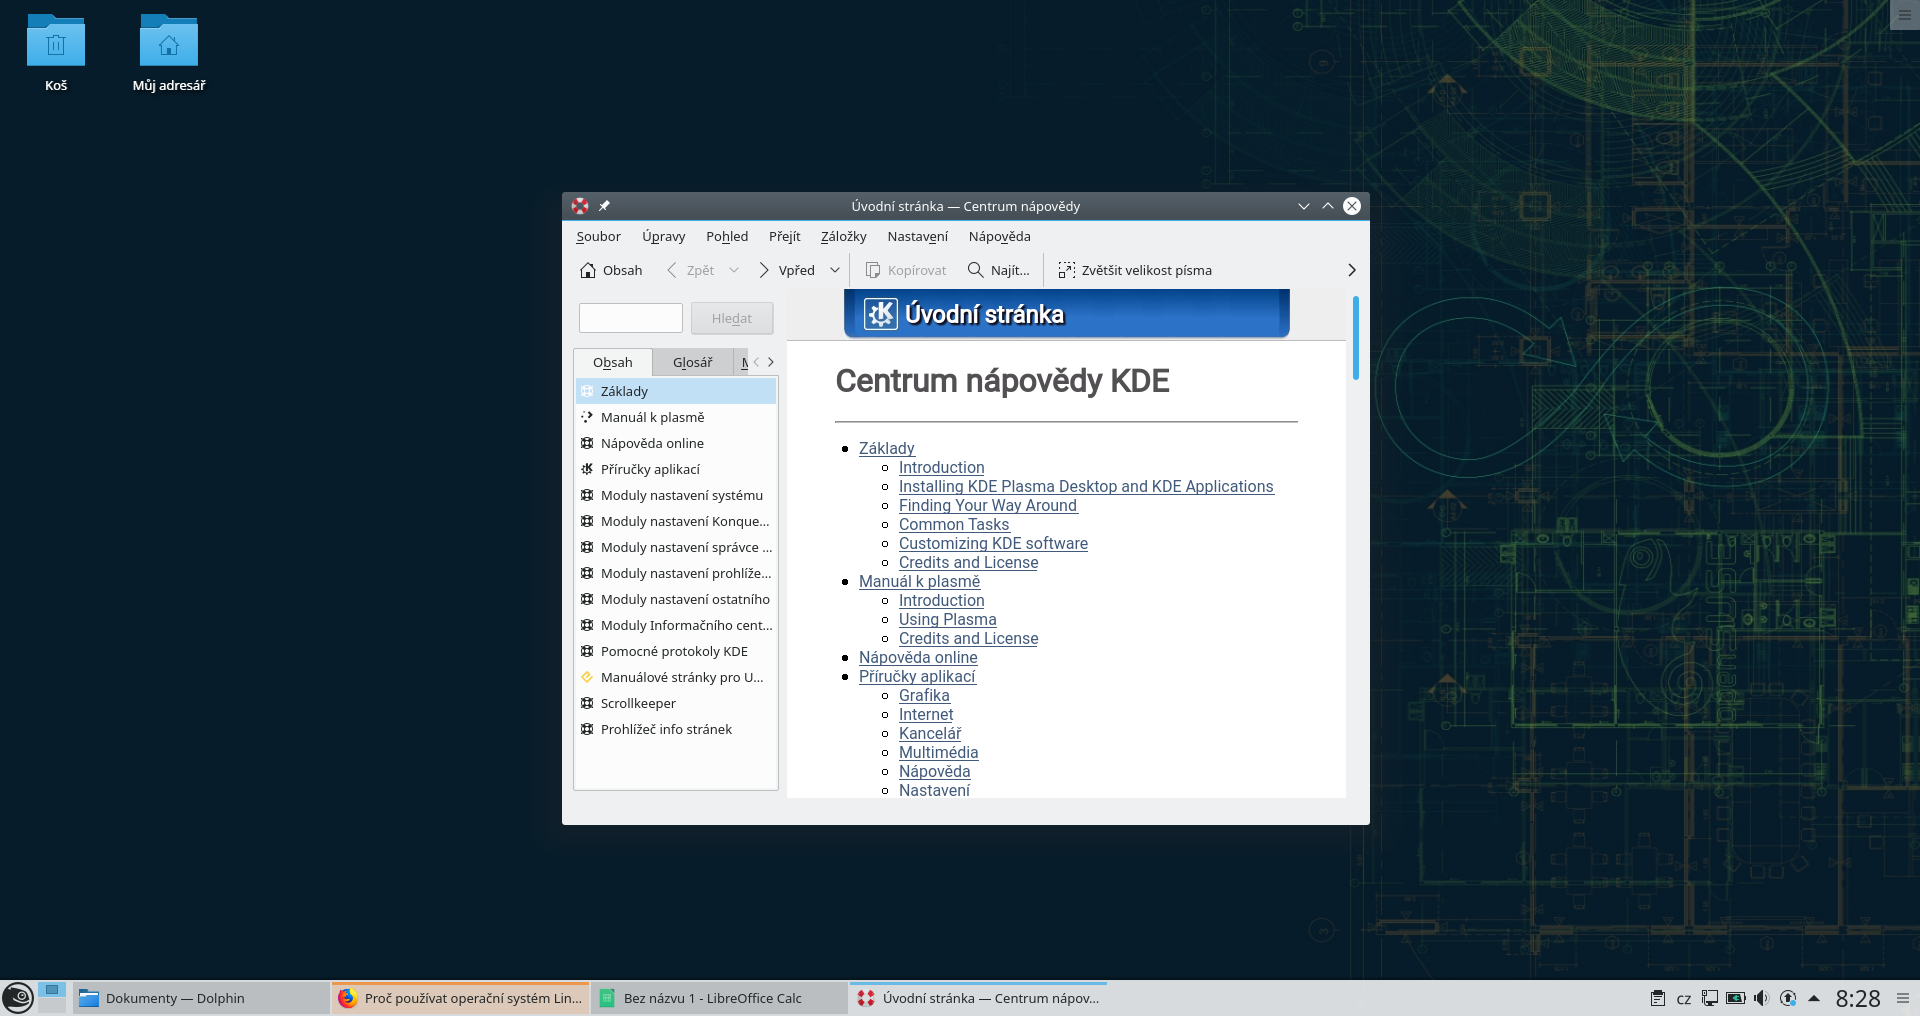 Koš
Můj adresář
Úvodní stránka — Centrum nápovědy
Soubor Úpravy Pohled Přejít Záložky Nastavení Nápověda
Obsah Zpět Vpřed Kopírovat Najít... Zvětšit velikost písma
Hledat
Obsah Glosář
Základy
Manuál k plasmě
Nápověda online
Příručky aplikací
Moduly nastavení systému
Moduly nastavení Konque...
Moduly nastavení správce ...
Moduly nastavení prohlíže...
Moduly nastavení ostatního
Moduly Informačního cent...
Pomocné protokoly KDE
Manuálové stránky pro U...
Scrollkeeper
Prohlížeč info stránek
Úvodní stránka
Centrum nápovědy KDE
Základy
Introduction
Installing KDE Plasma Desktop and KDE Applications
Finding Your Way Around
Common Tasks
Customizing KDE software
Credits and License
Manuál k plasmě
Introduction
Using Plasma
Credits and License
Nápověda online
Příručky aplikací
Grafika
Internet
Kancelář
Multimédia
Nápověda
Nastavení
openSUSE
Dokumenty — Dolphin
Proč používat operační systém Lin...
Bez názvu 1 - LibreOffice Calc
Úvodní stránka — Centrum nápov...
cz
8:28